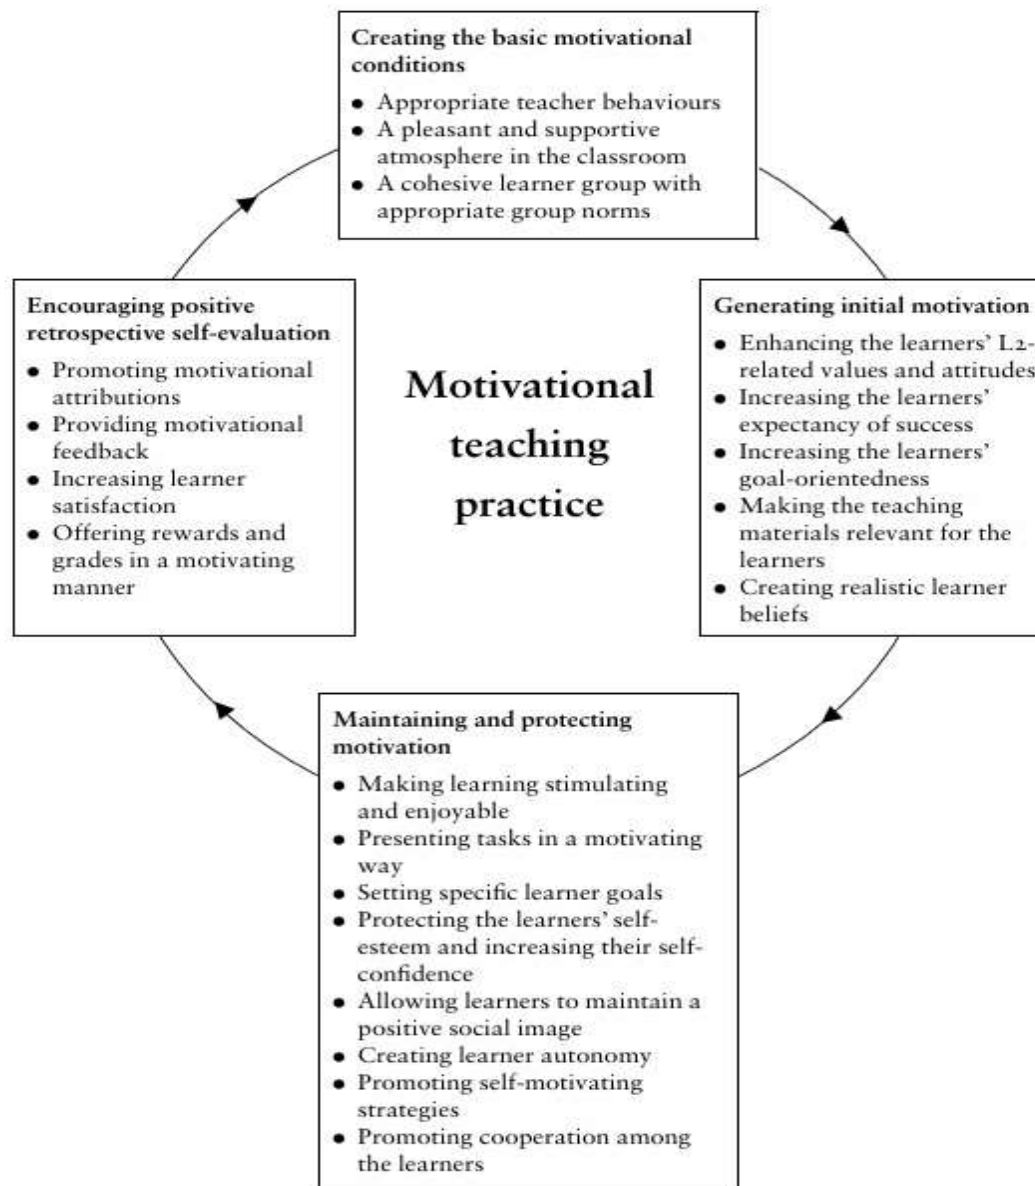 Creating the basic motivational
conditions
● Appropriate teacher behaviours
● A pleasant and supportive
atmosphere in the classroom
● A cohesive learner group with
appropriate group norms
Encouraging positive
retrospective self-evaluation
● Promoting motivational
attributions
● Providing motivational
feedback
● Increasing learner
satisfaction
● Offering rewards and
grades in a motivating
manner
Motivational
teaching
practice
Generating initial motivation
● Enhancing the learners’ L2-
related values and attitudes
● Increasing the learners’
expectancy of success
● Increasing the learners’
goal-orientedness
● Making the teaching
materials relevant for the
learners
● Creating realistic learner
beliefs
Maintaining and protecting
motivation
● Making learning stimulating
and enjoyable
● Presenting tasks in a motivating
way
● Setting specific learner goals
● Protecting the learners’ self-
esteem and increasing their self-
confidence
● Allowing learners to maintain a
positive social image
● Creating learner autonomy
● Promoting self-motivating
strategies
● Promoting cooperation among
the learners